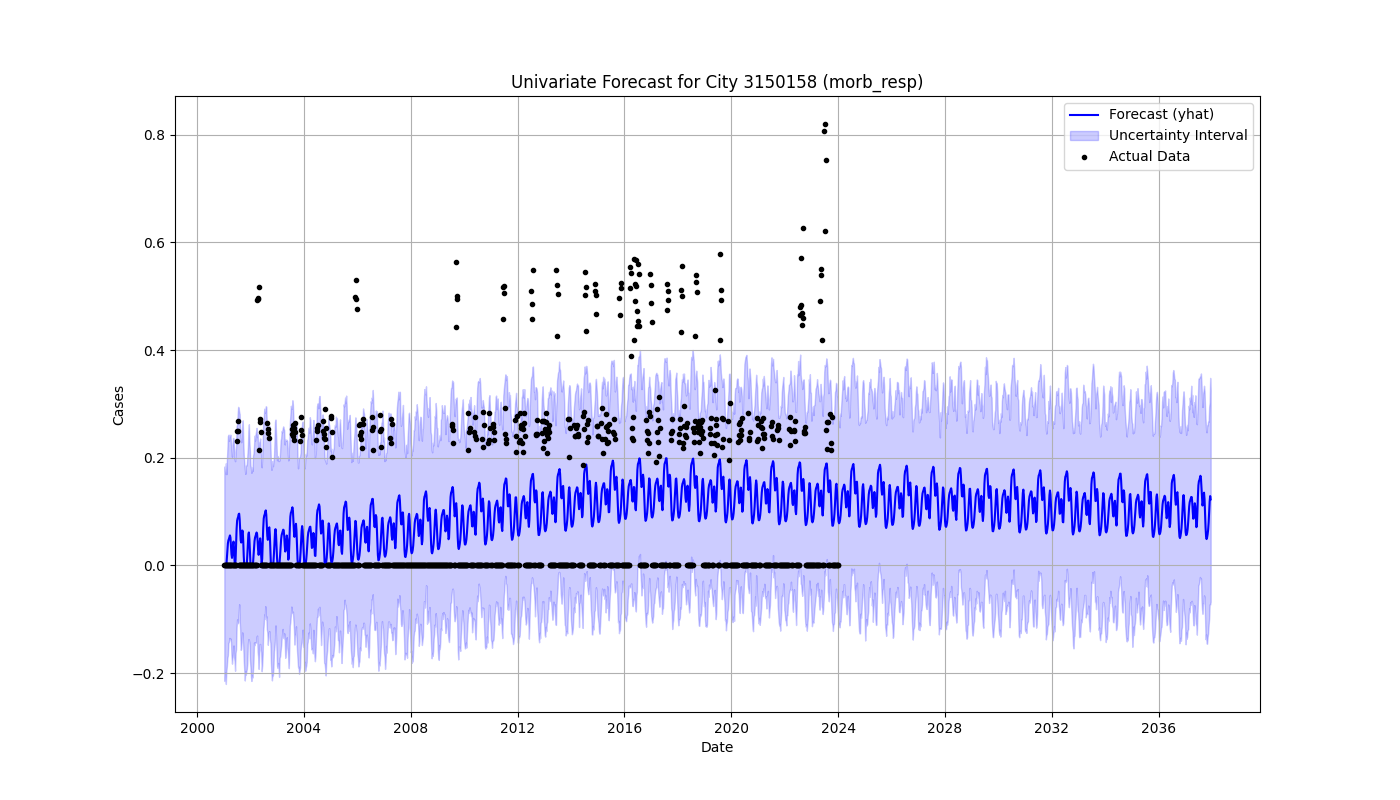 Univariate Forecast for City 3150158 (morb_resp)
Forecast (yhat)
Uncertainty Interval
Actual Data
Cases
0.8
0.6
0.4
0.2
0.0
−0.2
2000 2004 2008 2012 2016 2020 2024 2028 2032 2036
Date